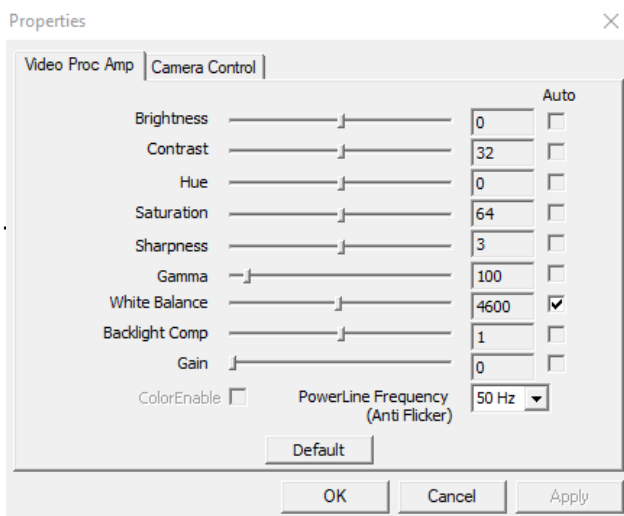 Properties
Video Proc Amp Camera Control
Auto
Brightness 0
Contrast 32
Hue 0
Saturation 64
Sharpness 3
Gamma 100
White Balance 4600
Backlight Comp 1
Gain 0
ColorEnable PowerLine Frequency 50 Hz
(Anti Flicker)
Default
OK Cancel Apply